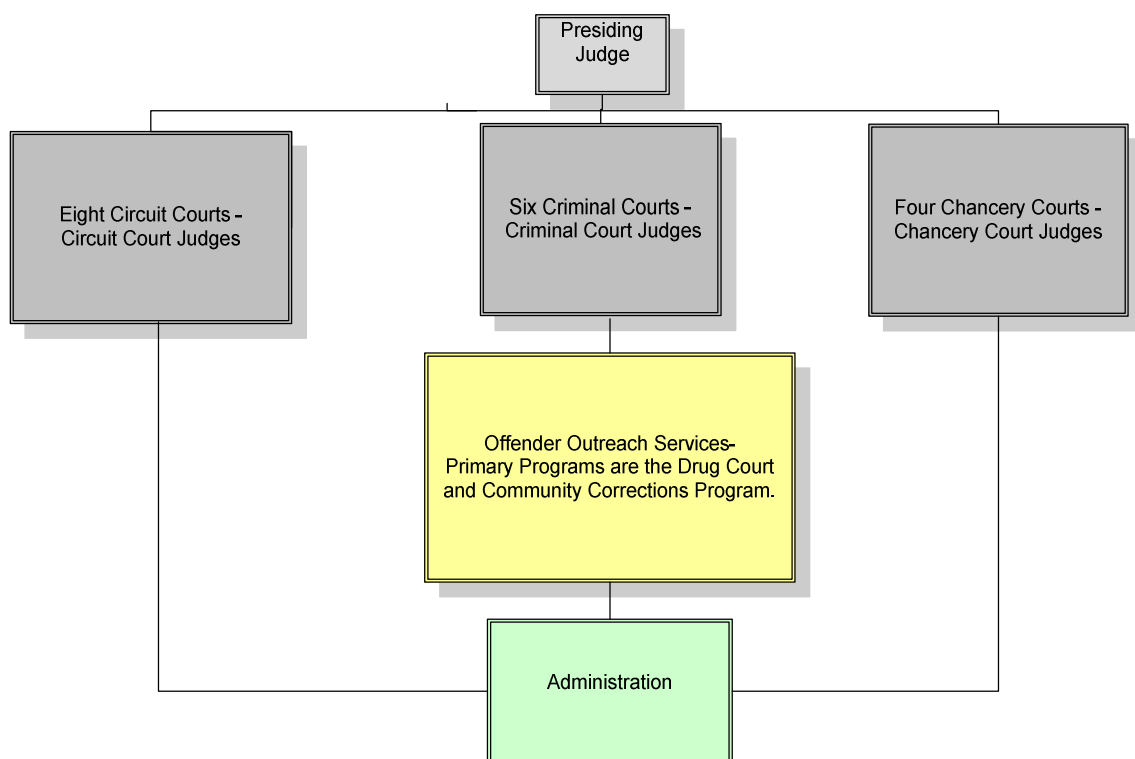 Presiding
Judge
Eight Circuit Courts -
Circuit Court Judges
Six Criminal Courts -
Criminal Court Judges
Four Chancery Courts -
Chancery Court Judges
Offender Outreach Services-
Primary Programs are the Drug Court
and Community Corrections Program.
Administration